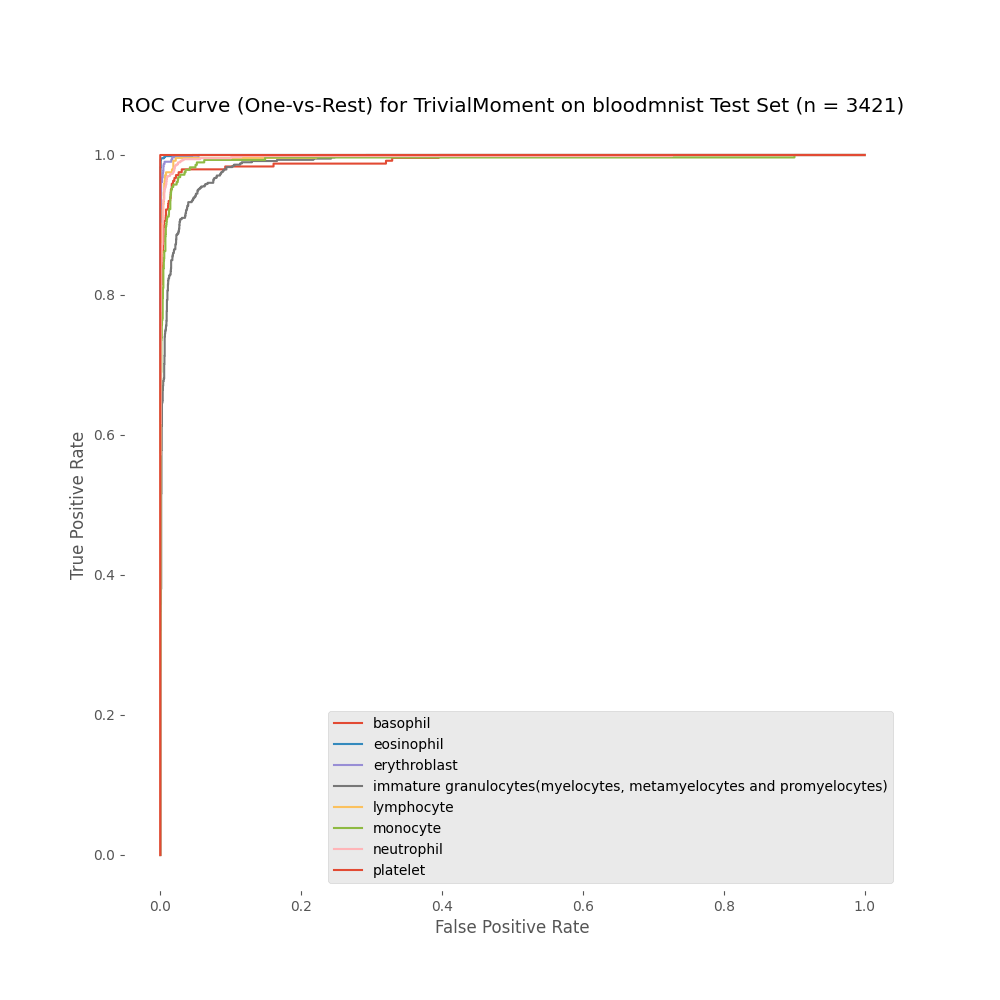 ROC Curve (One-vs-Rest) for TrivialMoment on bloodmnist Test Set (n = 3421)
1.0
0.8
0.6
0.4
0.2
0.0
True Positive Rate
basophil
eosinophil
erythroblast
immature granulocytes(myelocytes, metamyelocytes and promyelocytes)
lymphocyte
monocyte
neutrophil
platelet
0.0 0.2 0.4 0.6 0.8 1.0
False Positive Rate